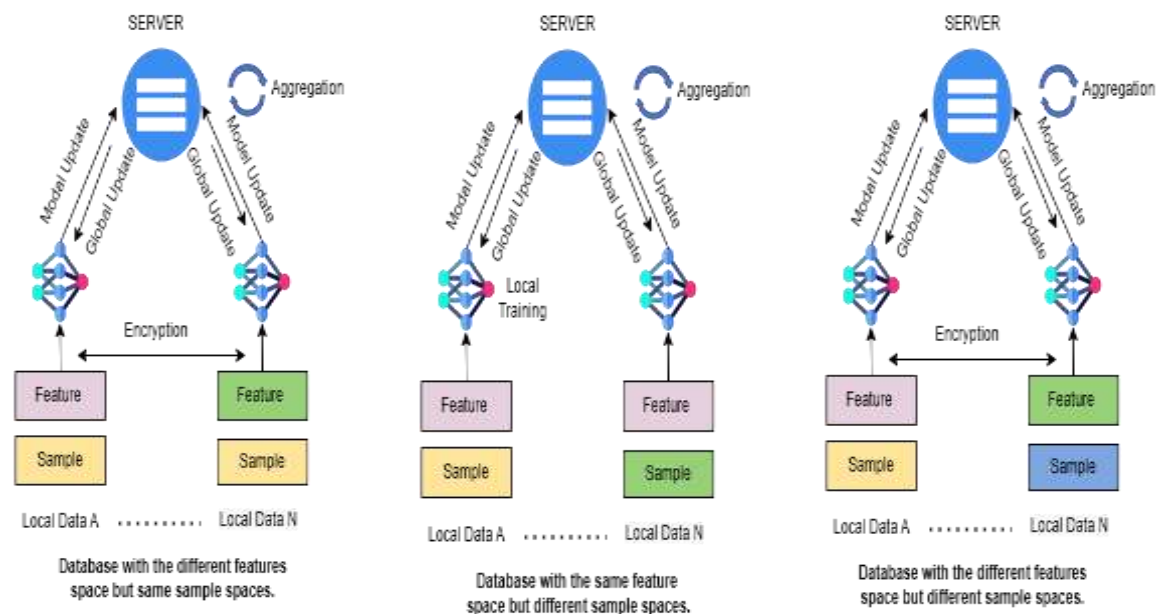 SERVER
Aggregation
Modal Update
Global Update
Global Update
Model Update
Encryption
Feature
Feature
Sample
Sample
Local Data A
Local Data N
Database with the different features
space but same sample spaces.
SERVER
Aggregation
Modal Update
Global Update
Global Update
Model Update
Local
Training
Feature
Feature
Sample
Sample
Local Data A
Local Data N
Database with the same feature
space but different sample spaces.
SERVER
Aggregation
Modal Update
Global Update
Global Update
Model Update
Encryption
Feature
Feature
Sample
Sample
Local Data A
Local Data N
Database with the different features
space but different sample spaces.